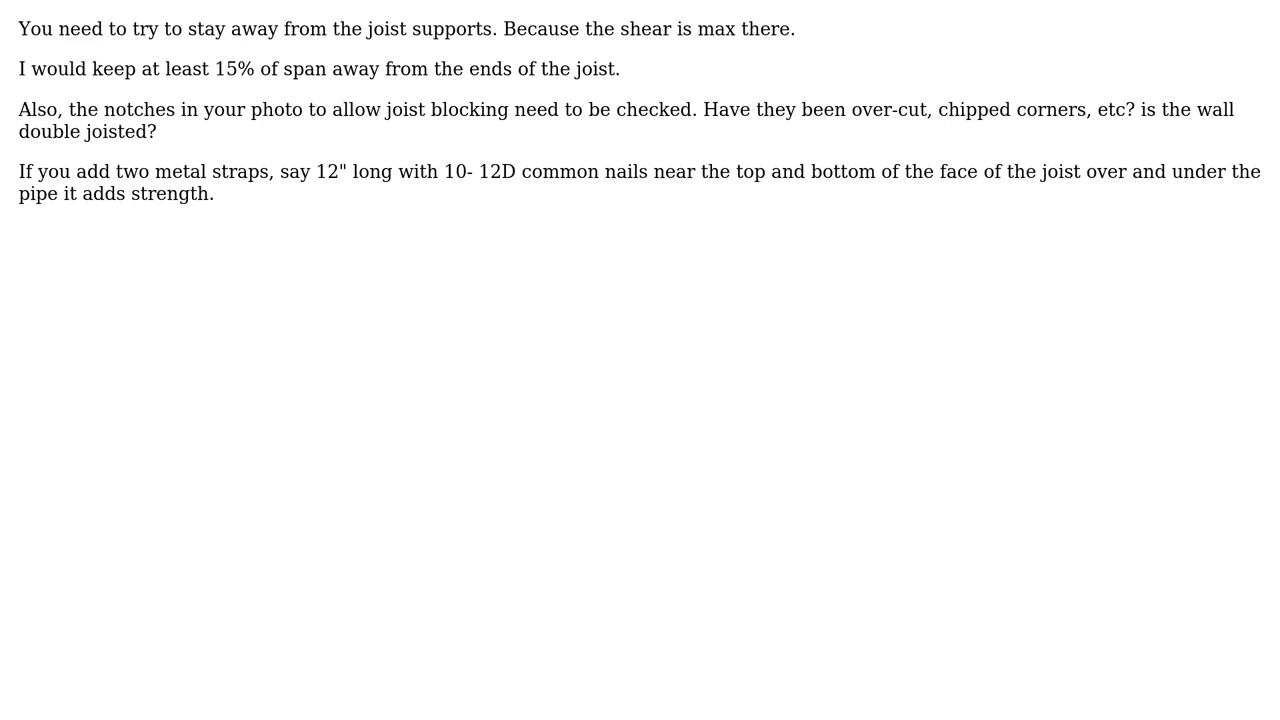 You need to try to stay away from the joist supports. Because the shear is max there.
I would keep at least 15% of span away from the ends of the joist.
Also, the notches in your photo to allow joist blocking need to be checked. Have they been over-cut, chipped corners, etc? is the wall
double joisted?
If you add two metal straps, say 12" long with 10- 12D common nails near the top and bottom of the face of the joist over and under the
pipe it adds strength.